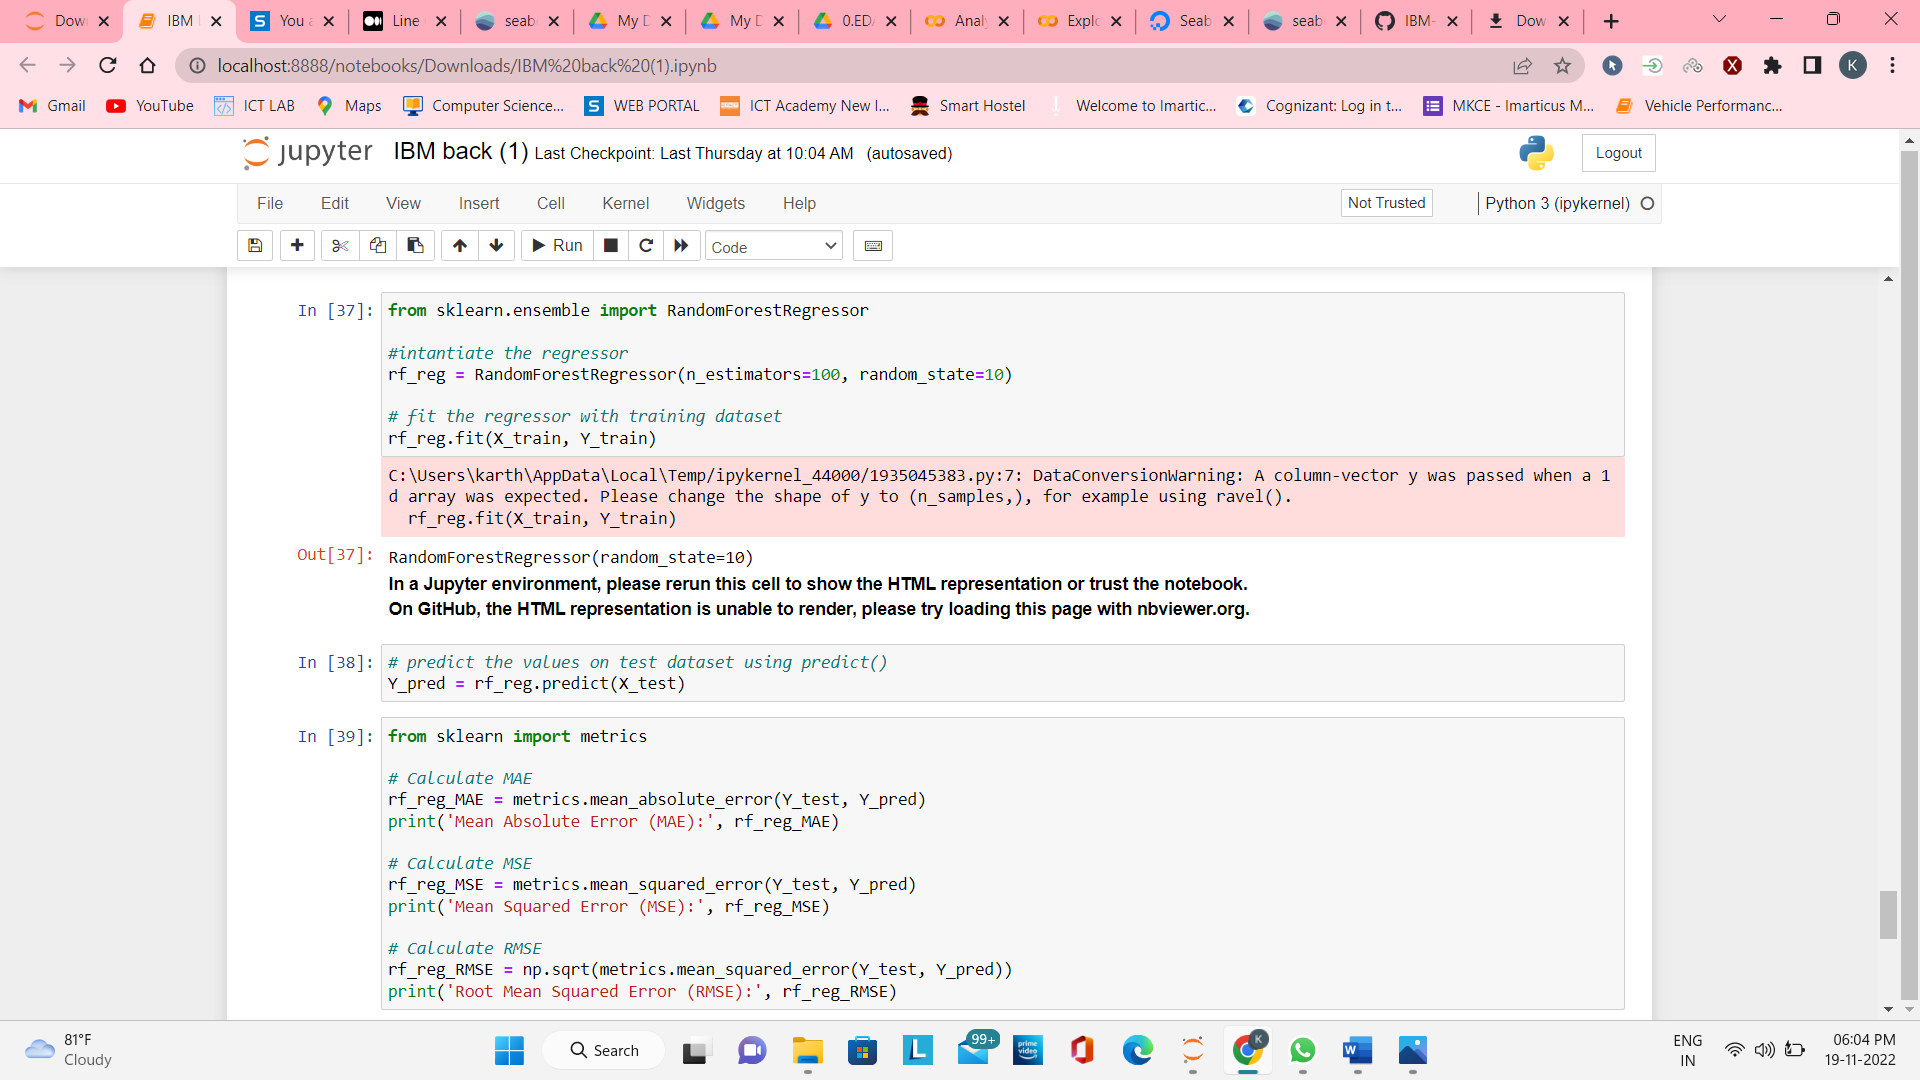 Down
IBM
You a
Line
seab
My D
My D
0.ED
Analy
Explo
Seab
seab
IBM-
Dow
localhost:8888/notebooks/Downloads/IBM%20back%20(1).ipynb
K
Gmail
YouTube
ICT LAB
Maps
Computer Science...
WEB PORTAL
ICT Academy New I...
Smart Hostel
Welcome to Imartic...
Cognizant: Log in t...
MKCE - Imarticus M...
Vehicle Performanc...
jupyter IBM back (1) Last Checkpoint: Last Thursday at 10:04 AM (autosaved)
Logout
File Edit View Insert Cell Kernel Widgets Help
Not Trusted
Python 3 (ipykernel)
Run
Code
In [37]: from sklearn.ensemble import RandomForestRegressor
#intantiate the regressor
rf_reg = RandomForestRegressor(n_estimators=100, random_state=10)
# fit the regressor with training dataset
rf_reg.fit(X_train, Y_train)
C:\Users\karth\AppData\Local\Temp/ipykernel_44000/1935045383.py:7: DataConversionWarning: A column-vector y was passed when a 1
d array was expected. Please change the shape of y to (n_samples,), for example using ravel().
rf_reg.fit(X_train, Y_train)
Out[37]: RandomForestRegressor(random_state=10)
In a Jupyter environment, please rerun this cell to show the HTML representation or trust the notebook.
On GitHub, the HTML representation is unable to render, please try loading this page with nbviewer.org.
In [38]: # predict the values on test dataset using predict()
Y_pred = rf_reg.predict(X_test)
In [39]: from sklearn import metrics
# Calculate MAE
rf_reg_MAE = metrics.mean_absolute_error(Y_test, Y_pred)
print('Mean Absolute Error (MAE):', rf_reg_MAE)
# Calculate MSE
rf_reg_MSE = metrics.mean_squared_error(Y_test, Y_pred)
print('Mean Squared Error (MSE):', rf_reg_MSE)
# Calculate RMSE
rf_reg_RMSE = np.sqrt(metrics.mean_squared_error(Y_test, Y_pred))
print('Root Mean Squared Error (RMSE):', rf_reg_RMSE)
81°F
Cloudy
Search
99+
prime
video
K
ENG
IN
06:04 PM
19-11-2022